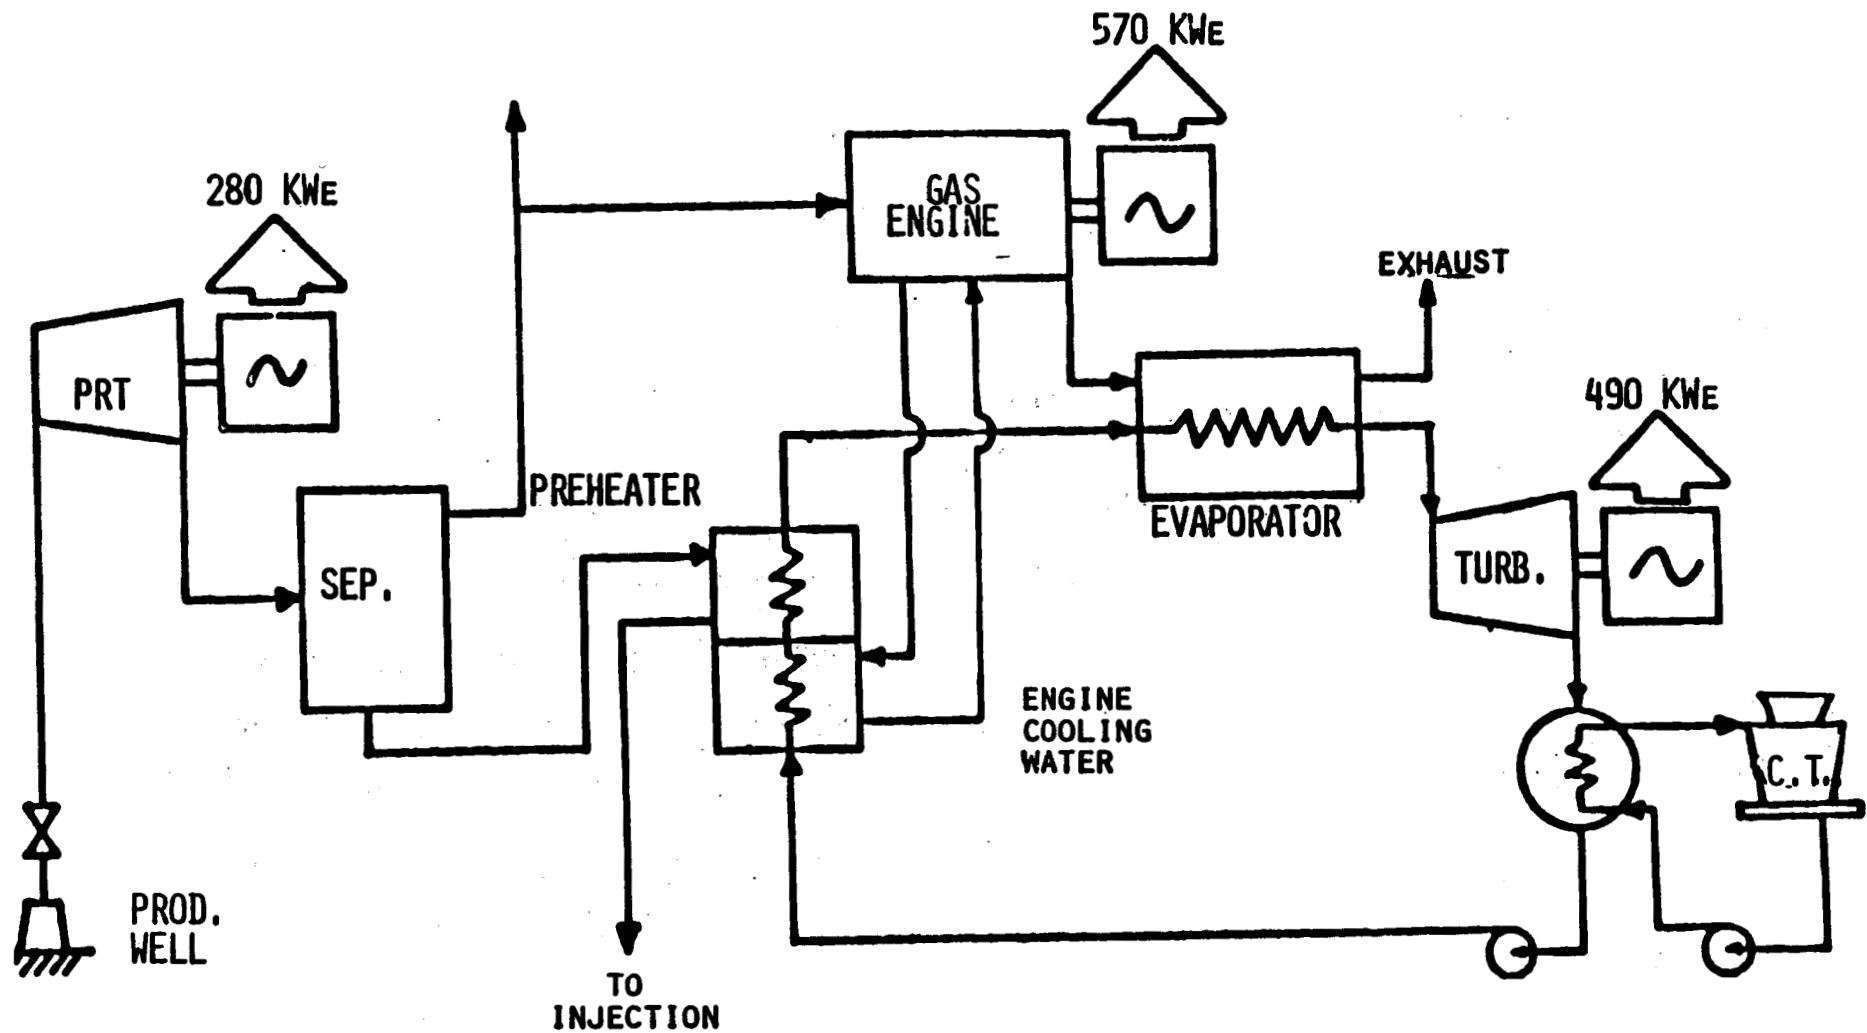 570 KWE
280 KWE
GAS
ENGINE
EXHAUST
PRT
490 KWE
PREHEATER
EVAPORATOR
SEP.
TURB.
ENGINE
COOLING
WATER
C.T.
PROD.
WELL
TO
INJECTION